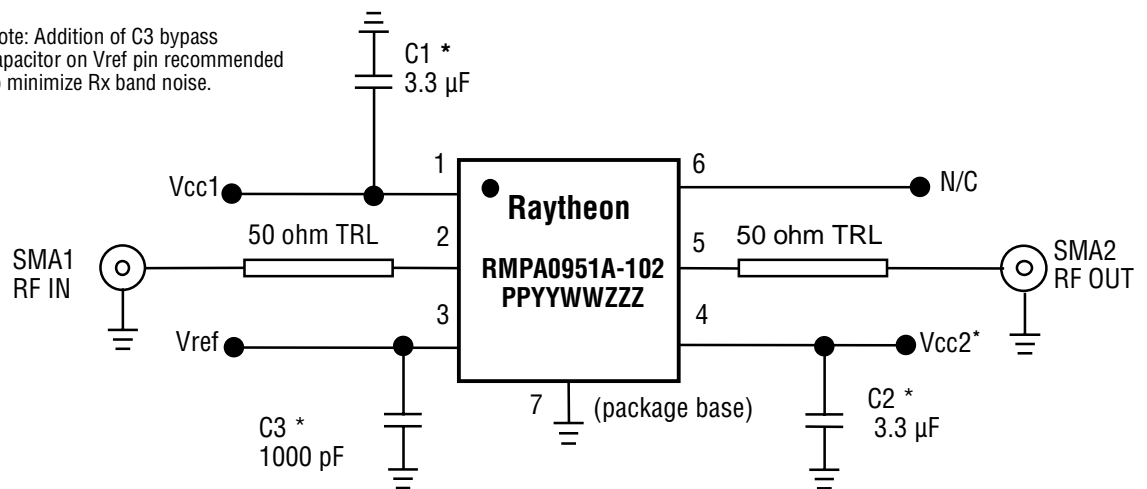 ote: Addition of C3 bypass
apacitor on Vref pin recommended
o minimize Rx band noise.
C1 *
3.3 µF
1
6
Vcc1
N/C
Raytheon
50 ohm TRL
2
5
50 ohm TRL
SMA1
RF IN
RMPA0951A-102
PPYYWWZZZ
SMA2
RF OUT
3
4
Vref
Vcc2*
7
(package base)
C3 *
1000 pF
C2 *
3.3 µF